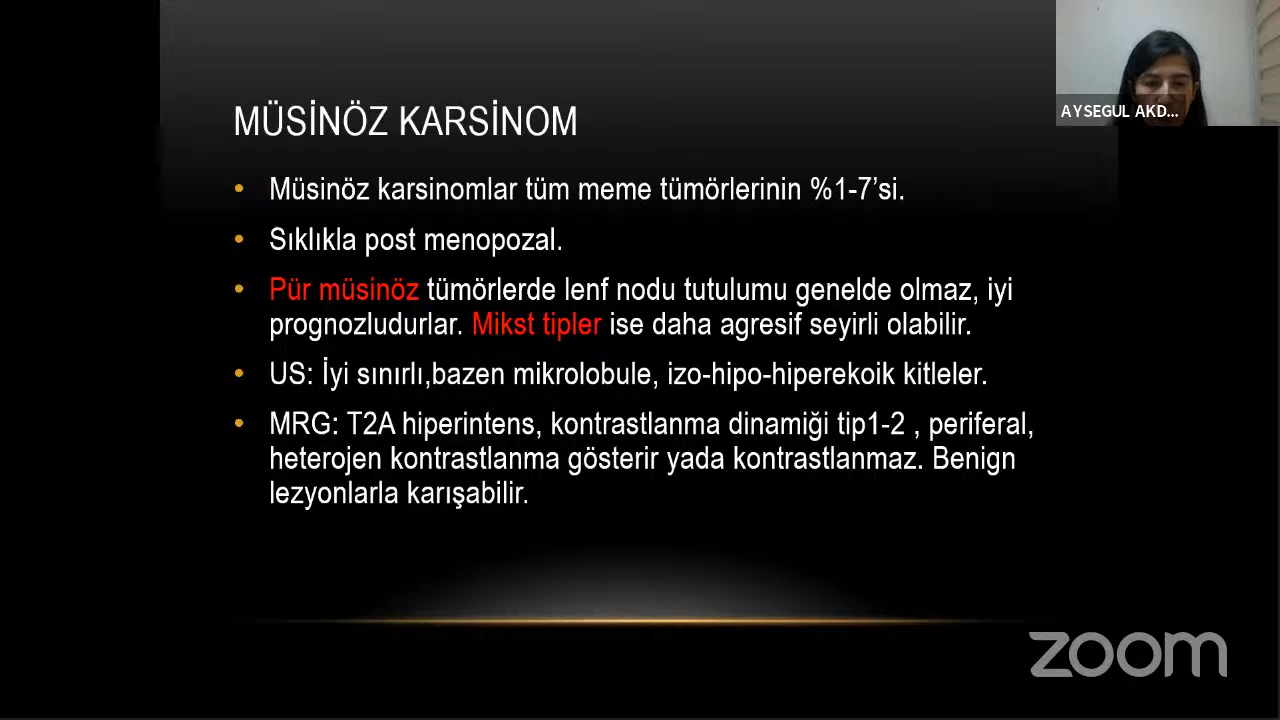 AYSEGUL AKD...
MÜSİNÖZ KARSİNOM
• Müsinöz karsinomlar tüm meme tümörlerinin %1-7’si.
• Sıklıkla post menopozal.
• Pür müsinöz tümörlerde lenf nodu tutulumu genelde olmaz, iyi
prognozludurlar. Mikst tipler ise daha agresif seyirli olabilir.
• US: İyi sınırlı,bazen mikrolobule, izo-hipo-hiperekoik kitleler.
• MRG: T2A hiperintens, kontrastlanma dinamiği tip1-2 , periferal,
heterojen kontrastlanma gösterir yada kontrastlanmaz. Benign
lezyonlarla karışabilir.
zoom